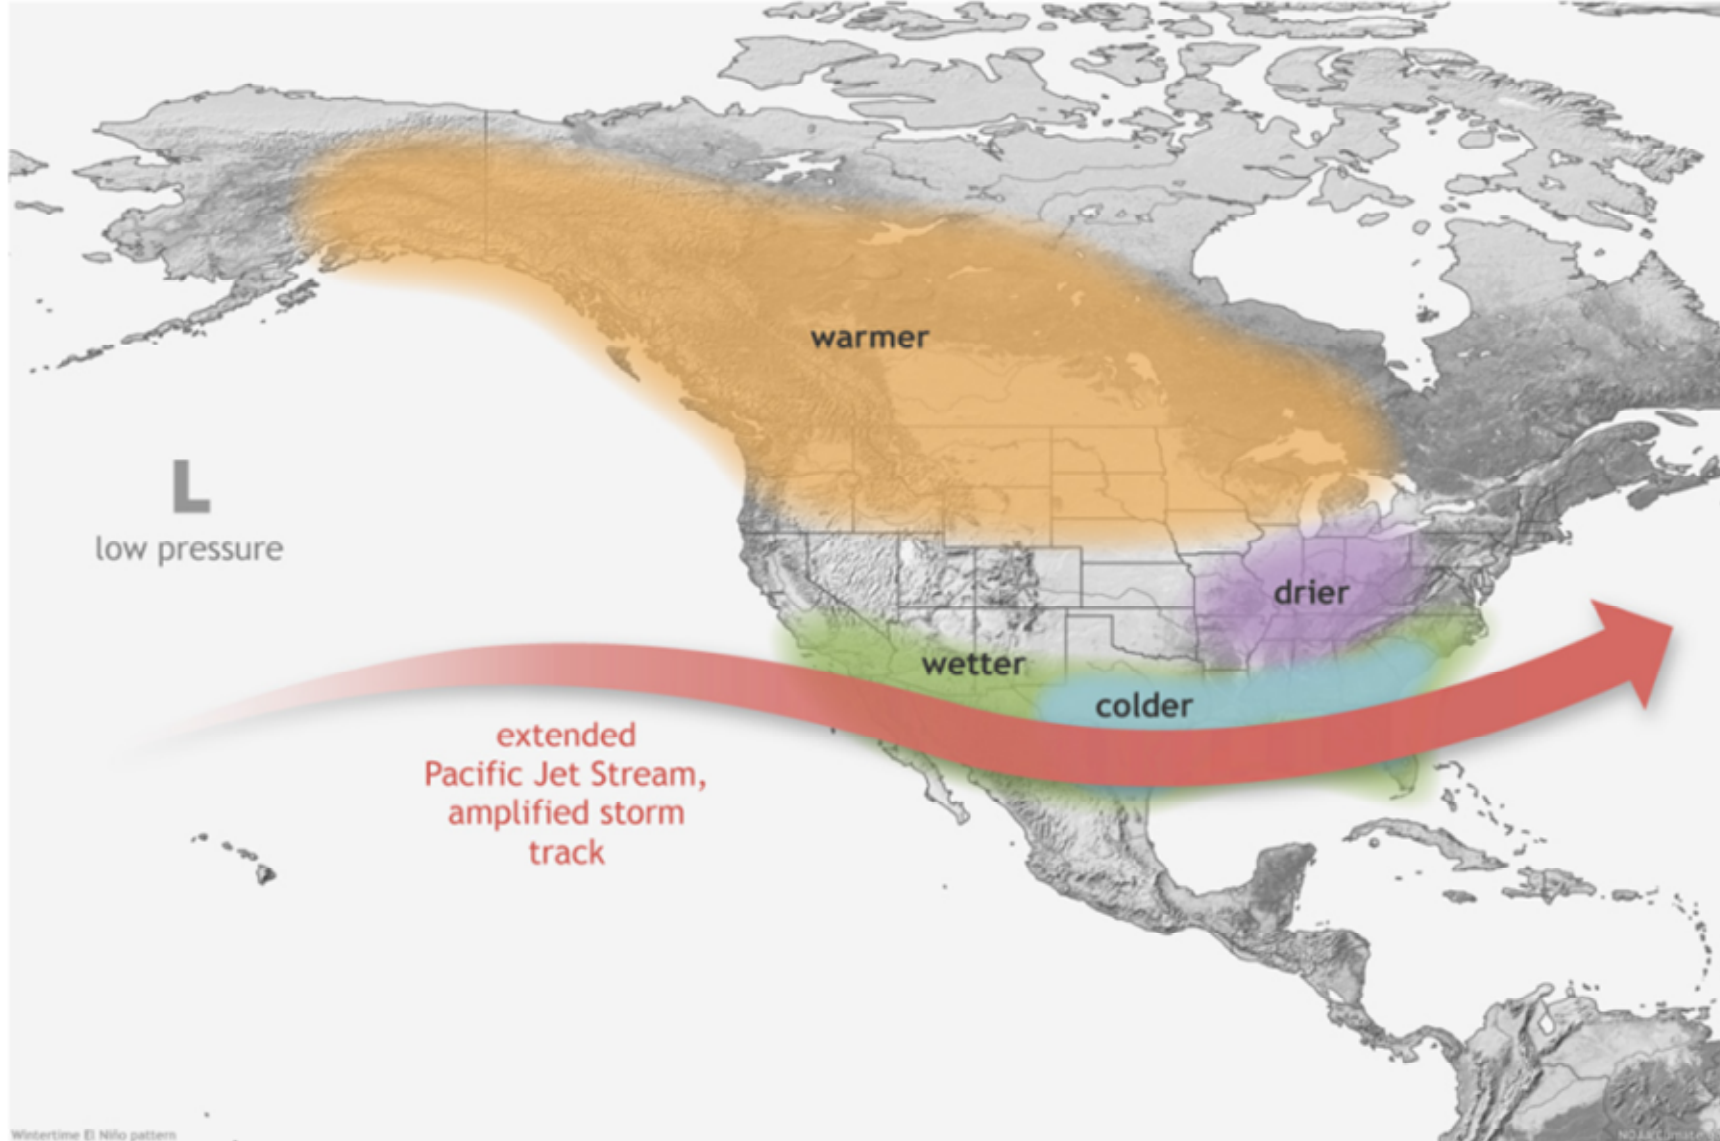 warmer
L
low pressure
drier
wetter
colder
extended
Pacific Jet Stream,
amplified storm
track
Wintertime El Niño pattern